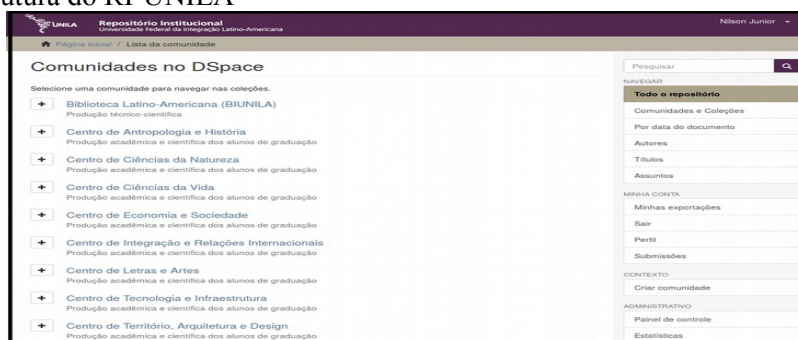 do RI UNILA
UNILA
Repositório Institucional
Universidade Federal da Integração Latino-Americana
Nilson Junior
Página inicial / Lista da comunidade
Comunidades no DSpace
Selecione uma comunidade para navegar nas coleções.
+ Biblioteca Latino-Americana (BIUNILA)
Produção técnico-científica
+ Centro de Antropologia e História
Produção acadêmica e científica dos alunos de graduação
+ Centro de Ciências da Natureza
Produção acadêmica e científica dos alunos de graduação
+ Centro de Ciências da Vida
Produção acadêmica e científica dos alunos de graduação
+ Centro de Economia e Sociedade
Produção acadêmica e científica dos alunos de graduação
+ Centro de Integração e Relações Internacionais
Produção acadêmica e científica dos alunos de graduação
+ Centro de Letras e Artes
Produção acadêmica e científica dos alunos de graduação
+ Centro de Tecnologia e Infraestrutura
Produção acadêmica e científica dos alunos de graduação
+ Centro de Território, Arquitetura e Design
Produção acadêmica e científica dos alunos de graduação
Pesquisar
NAVEGAR
Todo o repositório
Comunidades e Coleções
Por data do documento
Autores
Títulos
Assuntos
MINHA CONTA
Minhas exportações
Sair
Perfil
Submissões
CONTEXTO
Criar comunidade
ADMINISTRATIVO
Painel de controle
Estatísticas